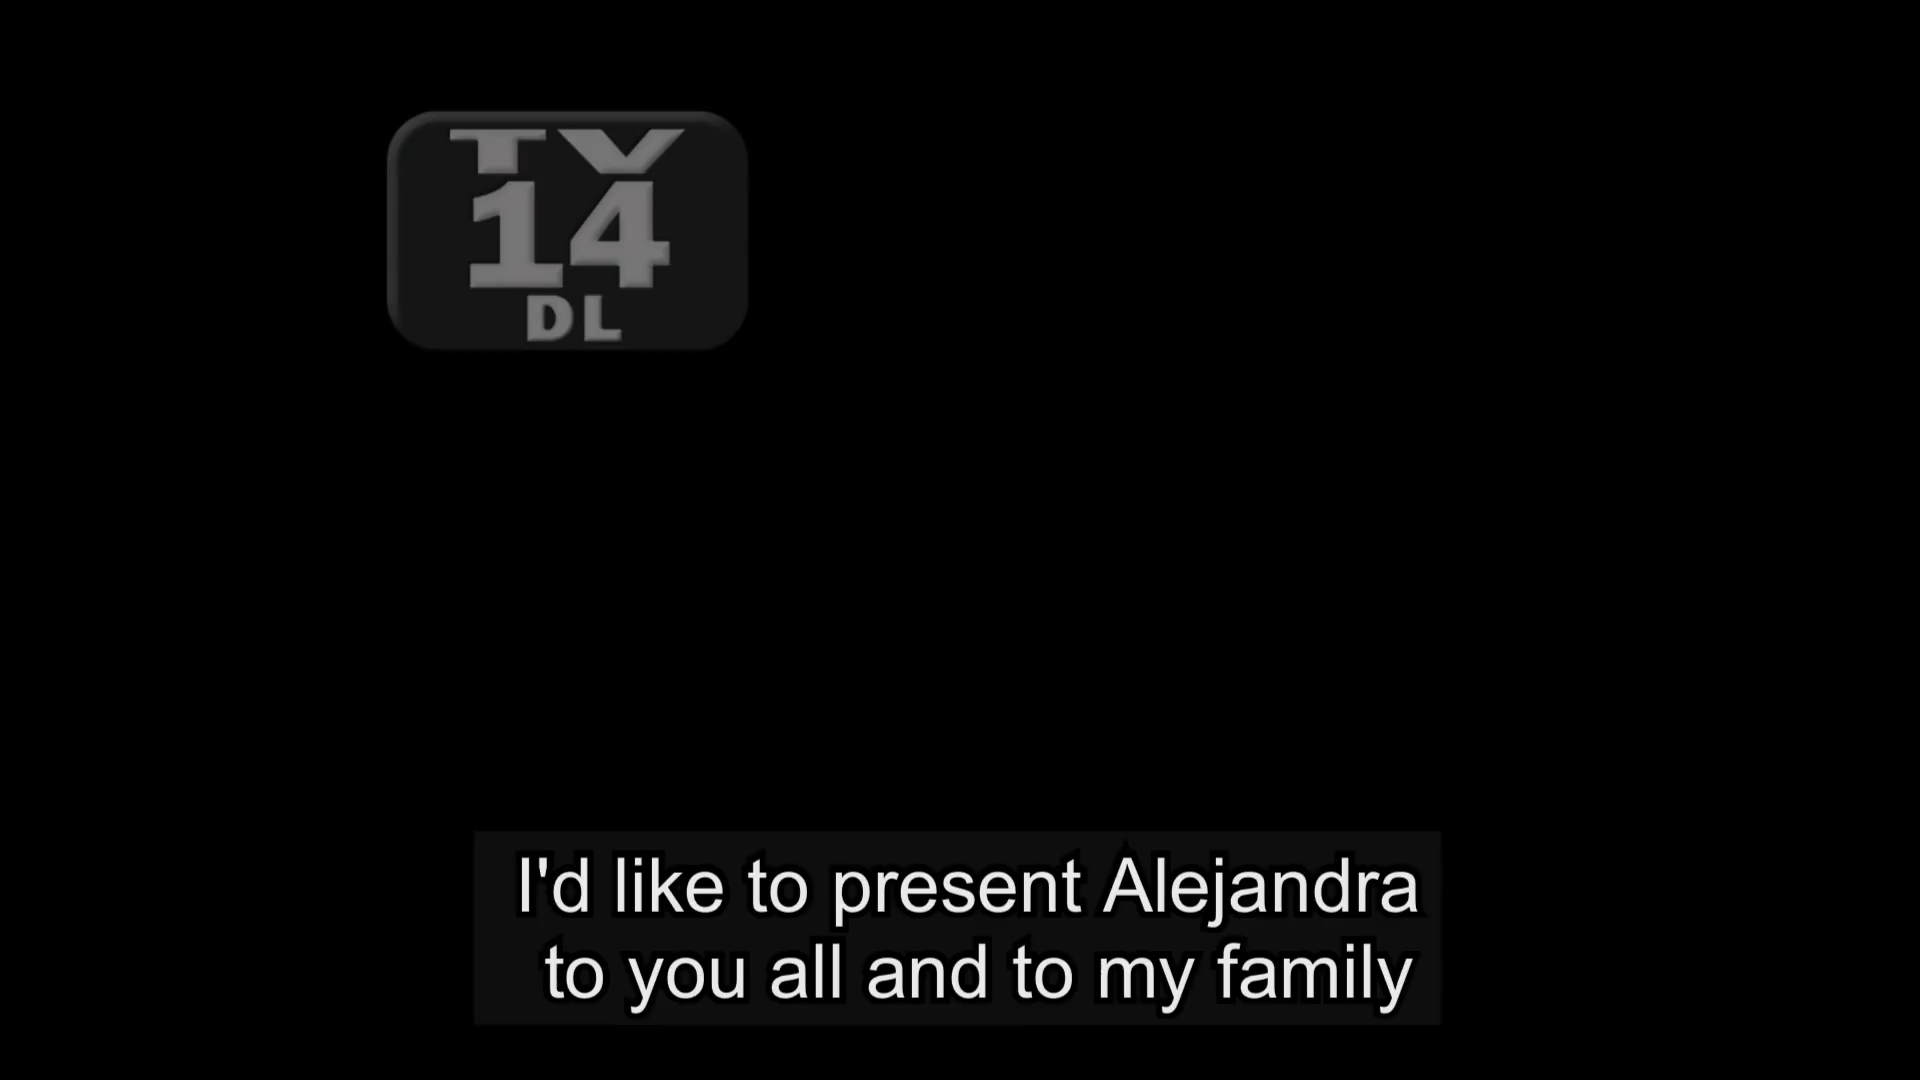 TV
14
DL
I'd like to present Alejandra
to you all and to my family